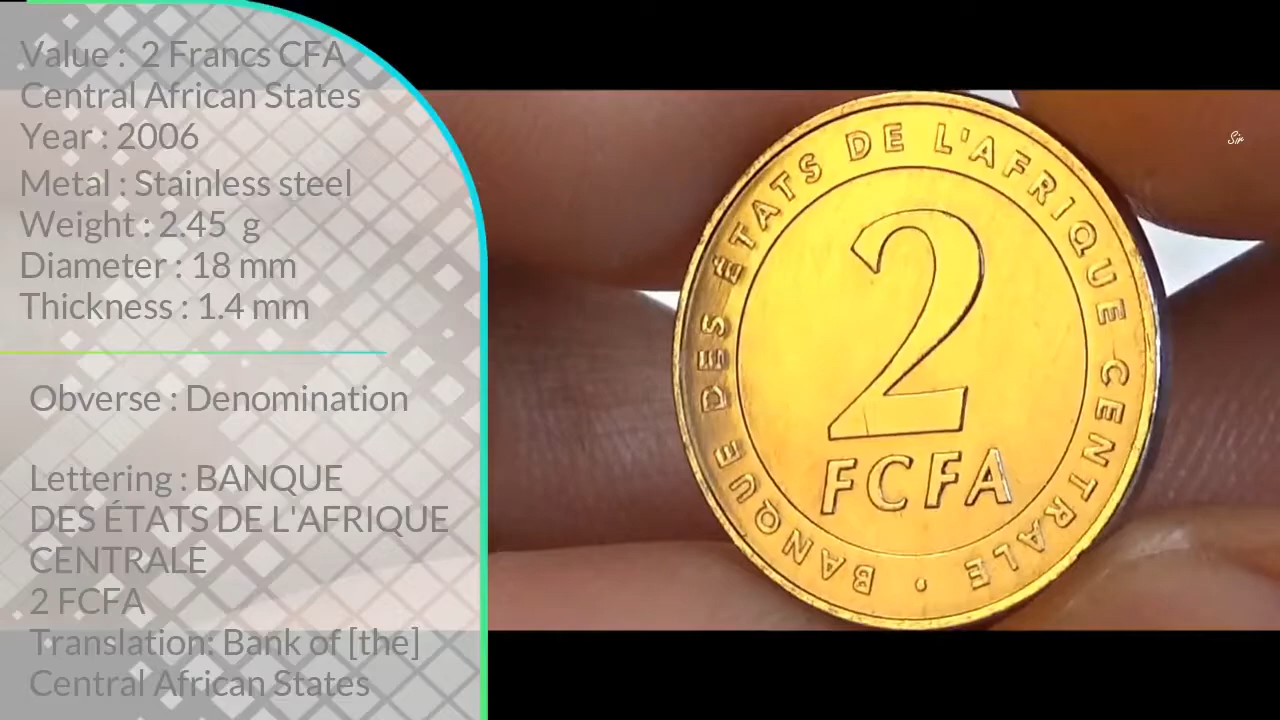 Value : 2 Francs CFA
Central African States
Year : 2006
Metal : Stainless steel
Weight : 2.45 g
Diameter : 18 mm
Thickness : 1.4 mm
Obverse : Denomination
Lettering : BANQUE
DES ÉTATS DE L'AFRIQUE
CENTRALE
2 FCFA
Translation: Bank of [the]
Central African States
BANQUE DES ÉTATS DE L'AFRIQUE CENTRALE •
2
FCFA
Sir